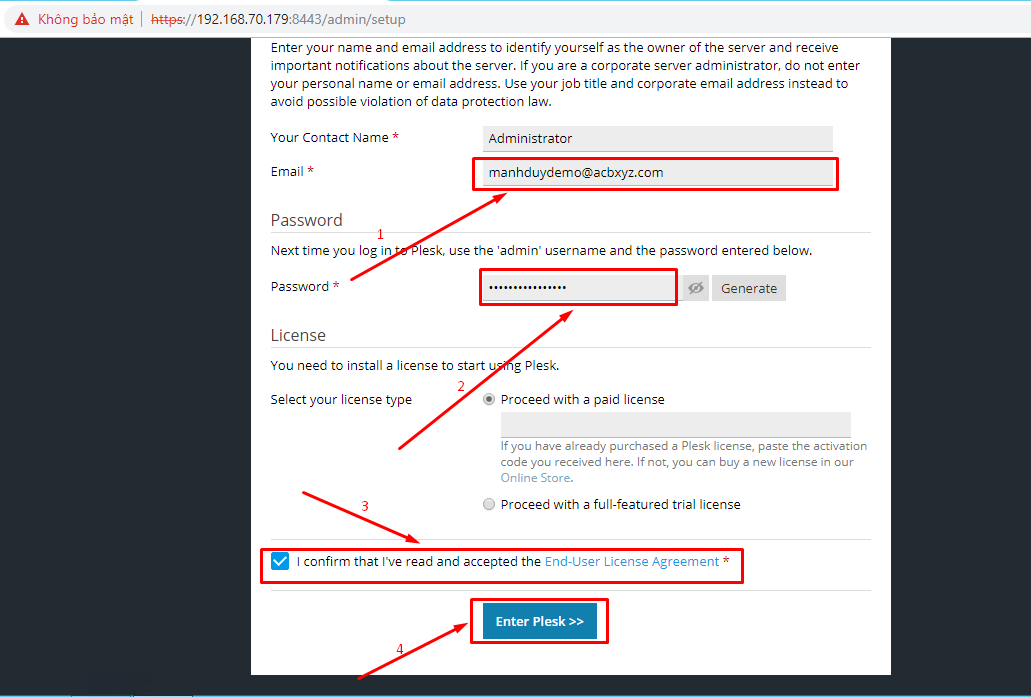 Không bảo mật | https://192.168.70.179:8443/admin/setup
Enter your name and email address to identify yourself as the owner of the server and receive
important notifications about the server. If you are a corporate server administrator, do not enter
your personal name or email address. Use your job title and corporate email address instead to
avoid possible violation of data protection law.
Your Contact Name * Administrator
Email * manhduydemo@acbxyz.com
Password
1
Next time you log in to Plesk, use the 'admin' username and the password entered below.
Password * •••••••••••••••• Generate
License
You need to install a license to start using Plesk.
2
Select your license type Proceed with a paid license
If you have already purchased a Plesk license, paste the activation
code you received here. If not, you can buy a new license in our
Online Store.
3
Proceed with a full-featured trial license
I confirm that I've read and accepted the End-User License Agreement *
Enter Plesk >>
4